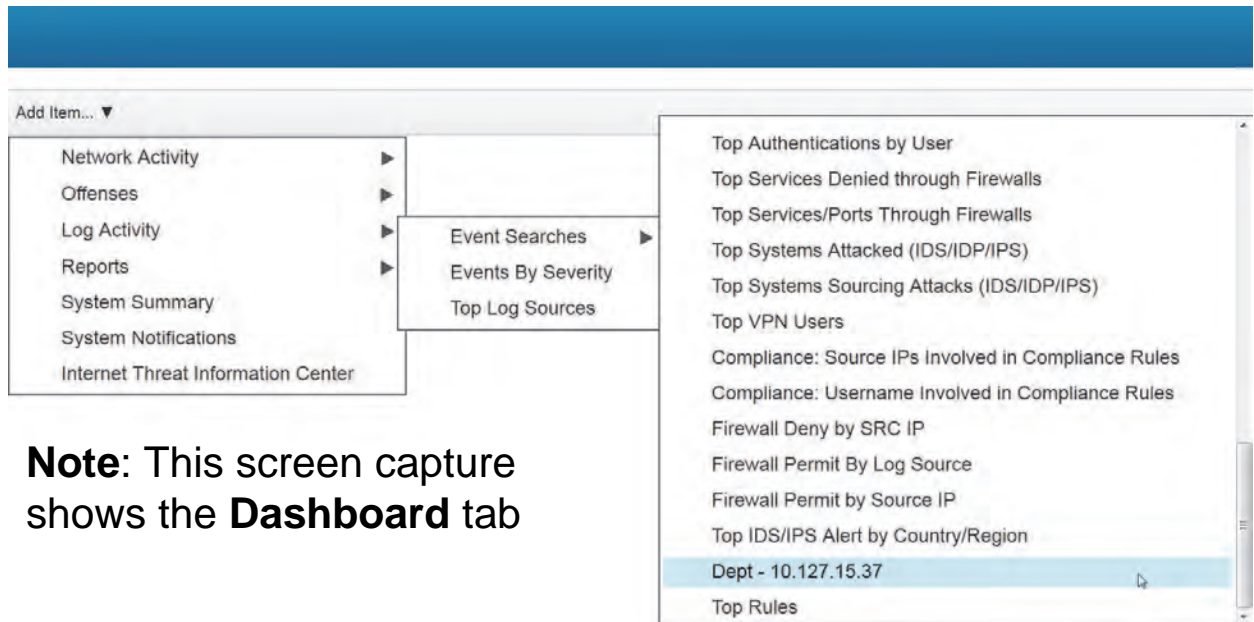 Add Item... ▼
Network Activity ▶
Offenses ▶
Log Activity ▶
Reports ▶
System Summary
System Notifications
Internet Threat Information Center
Event Searches ▶
Events By Severity
Top Log Sources
Top Authentications by User
Top Services Denied through Firewalls
Top Services/Ports Through Firewalls
Top Systems Attacked (IDS/IDP/IPS)
Top Systems Sourcing Attacks (IDS/IDP/IPS)
Top VPN Users
Compliance: Source IPs Involved in Compliance Rules
Compliance: Username Involved in Compliance Rules
Firewall Deny by SRC IP
Firewall Permit By Log Source
Firewall Permit by Source IP
Top IDS/IPS Alert by Country/Region
Dept - 10.127.15.37
Top Rules
Note: This screen capture
shows the Dashboard tab